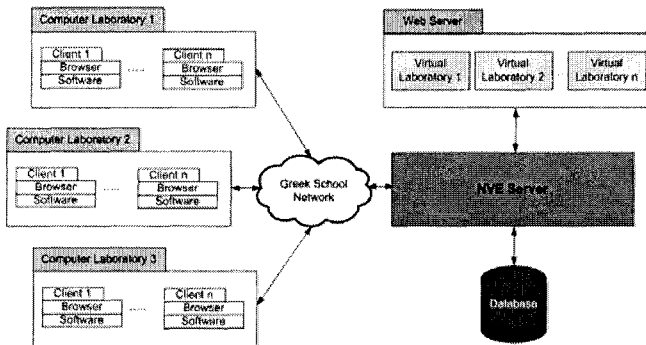 Computer Laboratory 1
Client 1
Browser
Software
.....
Client n
Browser
Software
Computer Laboratory 2
Client 1
Browser
Software
.....
Client n
Browser
Software
Computer Laboratory 3
Client 1
Browser
Software
.....
Client n
Browser
Software
Greek School
Network
Web Server
Virtual
Laboratory 1
Virtual
Laboratory 2
Virtual
Laboratory n
NVE Server
Database